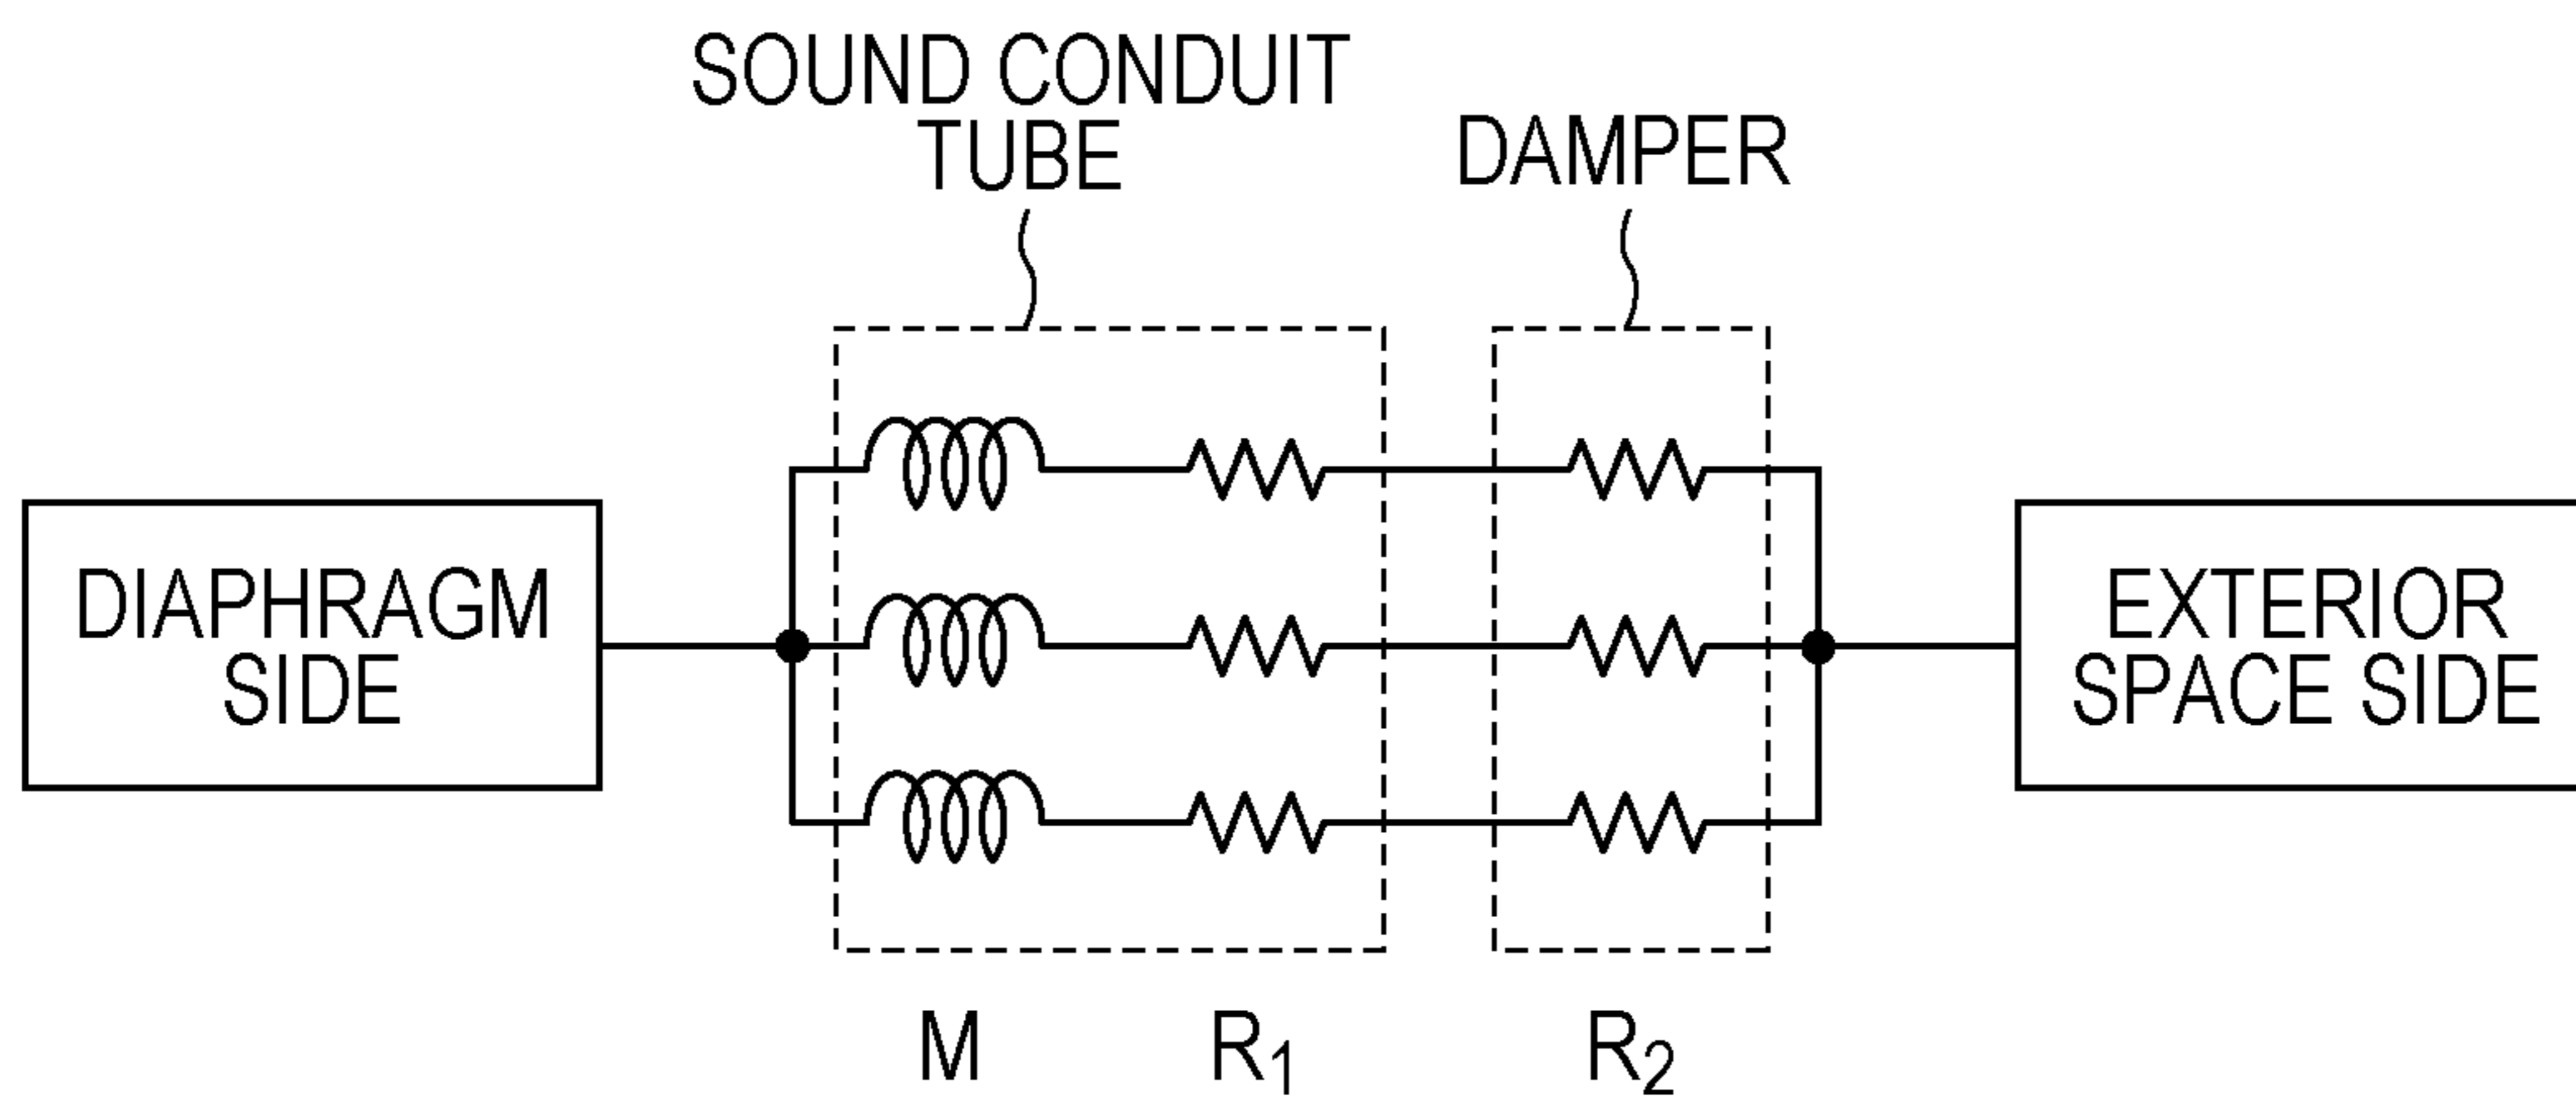 SOUND CONDUIT
TUBE
DAMPER
DIAPHRAGM
SIDE
EXTERIOR
SPACE SIDE
M
R1
R2